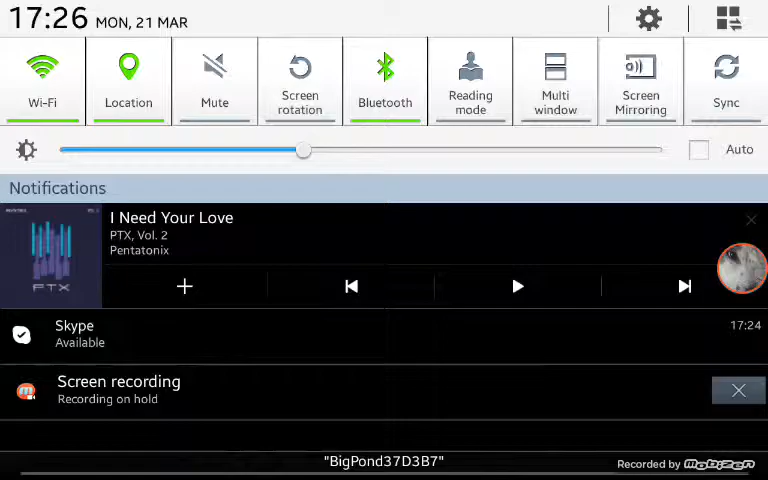 17:26 MON, 21 MAR
Wi-Fi
Location
Mute
Screen
rotation
Bluetooth
Reading
mode
Multi
window
Screen
Mirroring
Sync
Auto
Notifications
I Need Your Love
PTX, Vol. 2
Pentatonix
PTX
Skype
Available
17:24
Screen recording
Recording on hold
"BigPond37D3B7"
Recorded by mobizen